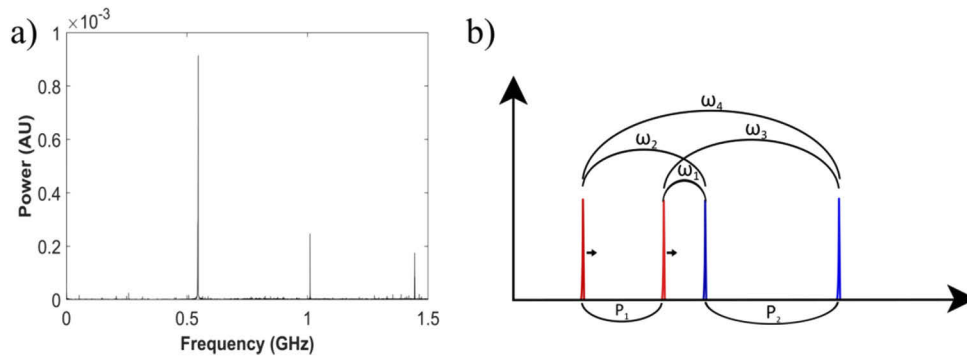 a)
×10⁻³
1
0.8
0.6
0.4
0.2
0
Power (AU)
0 0.5 1 1.5
Frequency (GHz)
b)
ω₄
ω₂ ω₃
ω₁
P₁ P₂